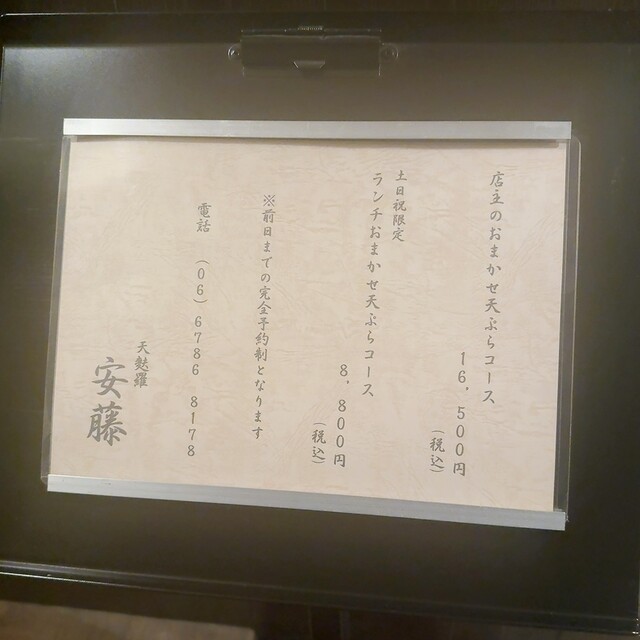 店主のおまかせ天ぷらコース
16,500円
(税込)
土日祝限定
ランチおまかせ天ぷらコース
8,800円
(税込)
※前日までの完全予約制となります
電話 (06)6786 8178
天麩羅
安藤